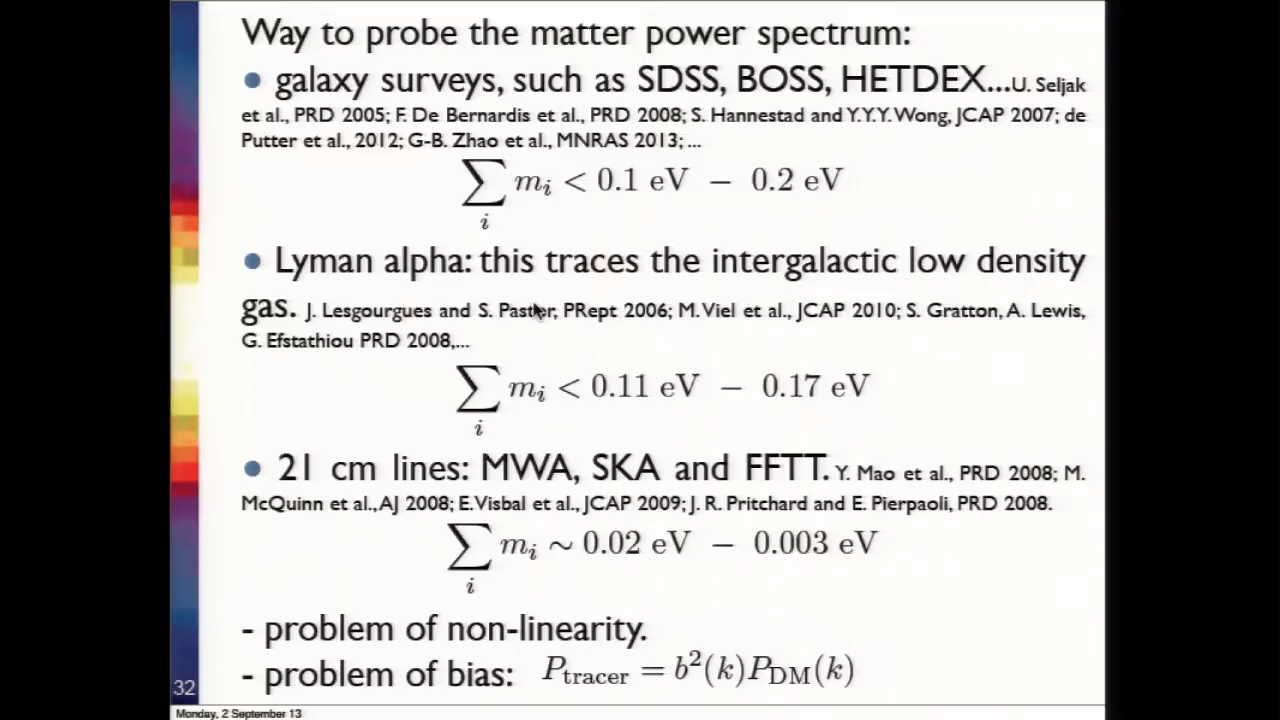 Way to probe the matter power spectrum:
• galaxy surveys, such as SDSS, BOSS, HETDEX...U. Seljak
et al., PRD 2005; F. De Bernardis et al., PRD 2008; S. Hannestad and Y.Y.Y. Wong, JCAP 2007; de
Putter et al., 2012; G-B. Zhao et al., MNRAS 2013; ...
∑_i m_i < 0.1 eV − 0.2 eV
• Lyman alpha: this traces the intergalactic low density
gas. J. Lesgourgues and S. Pastor, PRept 2006; M. Viel et al., JCAP 2010; S. Gratton, A. Lewis,
G. Efstathiou PRD 2008,...
∑_i m_i < 0.11 eV − 0.17 eV
• 21 cm lines: MWA, SKA and FFTT. Y. Mao et al., PRD 2008; M.
McQuinn et al., AJ 2008; E. Visbal et al., JCAP 2009; J. R. Pritchard and E. Pierpaoli, PRD 2008.
∑_i m_i ~ 0.02 eV − 0.003 eV
- problem of non-linearity.
- problem of bias: P_tracer = b²(k)P_DM(k)
32
Monday, 2 September 13